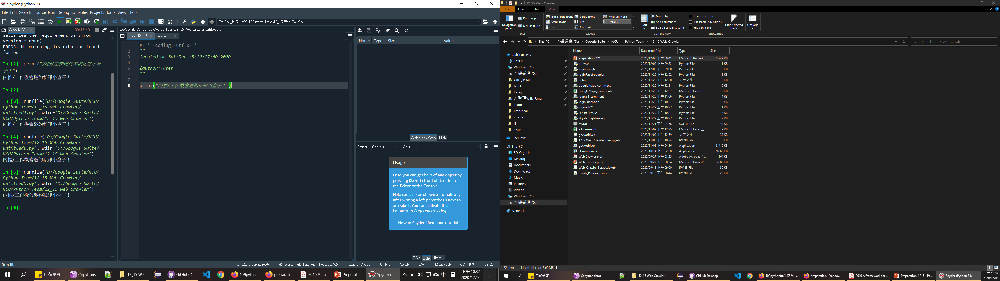 Spyder (Python 3.8)
File Edit Search Source Run Debug Consoles Projects Tools View Help
D:\Google Suite\NCU\Python Team\12_15 Web Crawler
Console 2/A
00:45:40
satisfies the requirement os (from
versions: none)
ERROR: No matching distribution found
for os
In [2]: print("內推/工作機會邀約私訊小盒
子！")
內推/工作機會邀約私訊小盒子！
In [2]:
In [3]: runfile('D:/Google Suite/NCU/
Python Team/12_15 Web Crawler/
untitled0.py', wdir='D:/Google Suite/
NCU/Python Team/12_15 Web Crawler')
內推/工作機會邀約私訊小盒子！
In [4]: runfile('D:/Google Suite/NCU/
Python Team/12_15 Web Crawler/
untitled0.py', wdir='D:/Google Suite/
NCU/Python Team/12_15 Web Crawler')
內推/工作機會邀約私訊小盒子！
In [5]: runfile('D:/Google Suite/NCU/
Python Team/12_15 Web Crawler/
untitled0.py', wdir='D:/Google Suite/
NCU/Python Team/12_15 Web Crawler')
內推/工作機會邀約私訊小盒子！
In [6]:
D:\Google Suite\NCU\Python Team\12_15 Web Crawler\untitled0.py
untitled0.py* browse.py
1 # -*- coding: utf-8 -*-
2 """
3 Created on Sat Dec  5 22:27:40 2020
4
5 @author: user
6 """
7
8 print("內推/工作機會邀約私訊小盒子！")
Nam Type Size Value
Variable explorer Plots
Source Console Object
Usage
Here you can get help of any object by
pressing Ctrl+I in front of it, either on
the Editor or the Console.
Help can also be shown automatically
after writing a left parenthesis next to
an object. You can activate this
behavior in Preferences > Help.
New to Spyder? Read our tutorial
Files Help History
Run file
LSP Python: ready conda: willyfang_env (Python 3.8.5) Line 8, Col 25 UTF-8 CRLF RW Mem 48% CPU 16% 22:32
自黏便箋 Copytrans... 12_15 We... GitHub D... 109pytho... preparati... 2010 A fra... Preparati... Spyder (P... 中 下午 10:32
2020/12/05
12_15 Web Crawler
File Home Share View
Navigation
pane
Preview pane
Details pane
Panes
Extra large icons Large icons Medium icons
Small icons List Details
Tiles Content
Layout
Sort
by
Group by
Add columns
Size all columns to fit
Current view
Item check boxes
File name extensions
Hidden items
Hide selected
items
Show/hide
Options
This PC > 本機磁碟 (D:) > Google Suite > NCU > Python Team > 12_15 Web Crawler
Search 12_15 Web Crawler
Quick access
This PC
Windows (C:)
本機磁碟 (D:)
Google Suite
NCU
Essay
方聖瑋Willy Fang
Team12
Empirical
images
IT
TMP
OneDrive
This PC
3D Objects
Desktop
Documents
Downloads
Music
Pictures
Videos
Windows (C:)
本機磁碟 (D:)
Network
Name Date modified Type Size
Preparation_1215 2020/12/05 下午 09:41 Microsoft PowerP... 3,749 KB
browse 2020/12/05 下午 09:32 Python File 1 KB
loginGoogle 2020/12/05 下午 09:00 Python File 3 KB
loginFacebookplus 2020/11/29 下午 12:52 Python File 3 KB
debug 2020/11/29 下午 12:50 文字文件 3 KB
googlemaps_comment 2020/11/29 下午 12:31 Python File 5 KB
GoogleMaps_comments 2020/11/29 下午 12:27 Microsoft Excel 工... 8 KB
loginYT_comment 2020/11/29 上午 11:06 Python File 4 KB
loginFacebook 2020/11/29 上午 10:27 Python File 2 KB
loginPM25 2020/11/29 上午 10:27 Python File 1 KB
SQLite_PM2.5 2020/11/29 上午 10:27 Python File 3 KB
SQLite_Sightseeing 2020/11/29 上午 10:27 Python File 2 KB
MyDB 2020/11/21 下午 04:56 SQLITE File 44 KB
YTcomments 2020/11/09 下午 12:25 Microsoft Excel 工... 9 KB
geckodriver 2020/11/09 上午 12:59 文字文件 37 KB
1215_Web_Crawler_plus.ipynb 2020/11/08 下午 10:34 IPYNB File 10 KB
geckodriver 2020/11/03 下午 04:16 Application 3,419 KB
chromedriver 2020/10/14 上午 02:38 Application 9,860 KB
Web Crawler plus 2020/09/27 下午 08:25 Adobe Acrobat 文... 1,164 KB
Web Crawler plus 2020/09/27 下午 08:24 Microsoft PowerP... 3,688 KB
Web_Crawler_Scrapy.ipynb 2020/09/18 下午 09:00 IPYNB File 36 KB
Colab_Pandas.ipynb 2020/09/18 下午 08:44 IPYNB File 20 KB
22 items 1 item selected 3.66 MB
自黏便箋 Copytranslator 12_15 Web Crawler GitHub Desktop 109python學生團隊 | ... preparation - Yahoo... 2010 A framework for ... Preparation_1215 - Po... Spyder (Python 3.8) 下午 10:32
2020/12/05